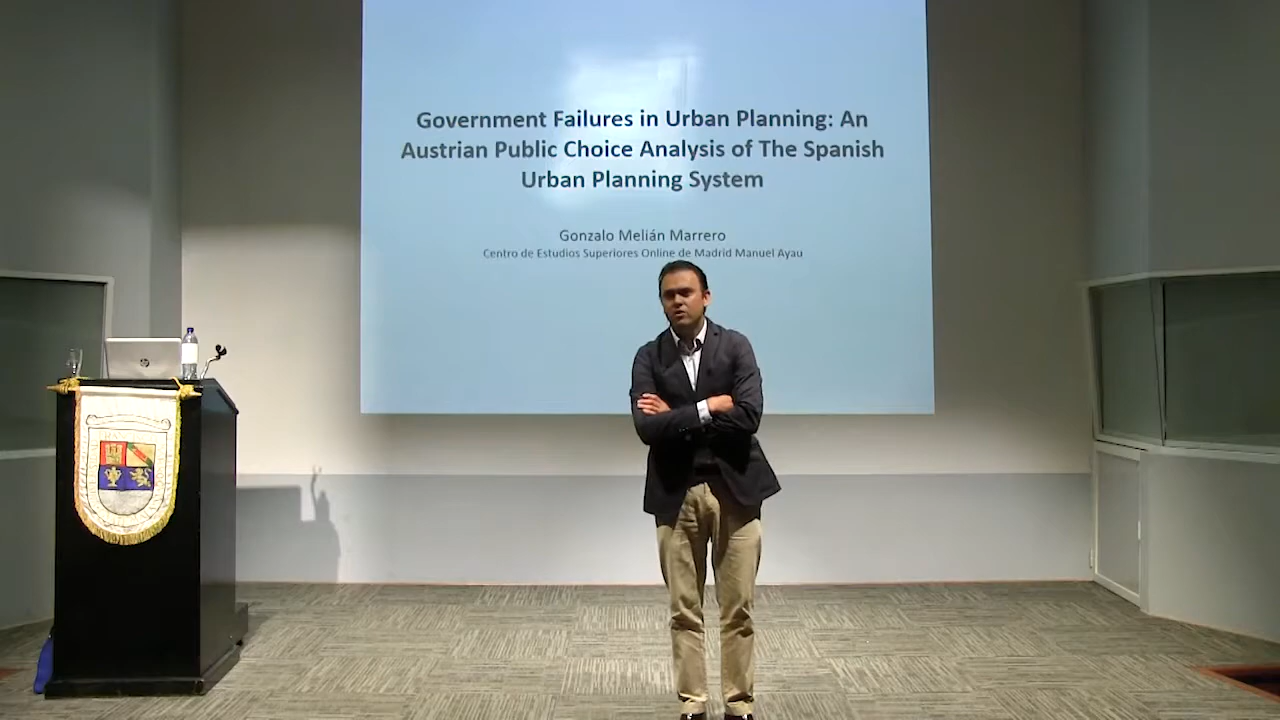 Government Failures in Urban Planning: An
Austrian Public Choice Analysis of The Spanish
Urban Planning System
Gonzalo Melián Marrero
Centro de Estudios Superiores Online de Madrid Manuel Ayau
hp